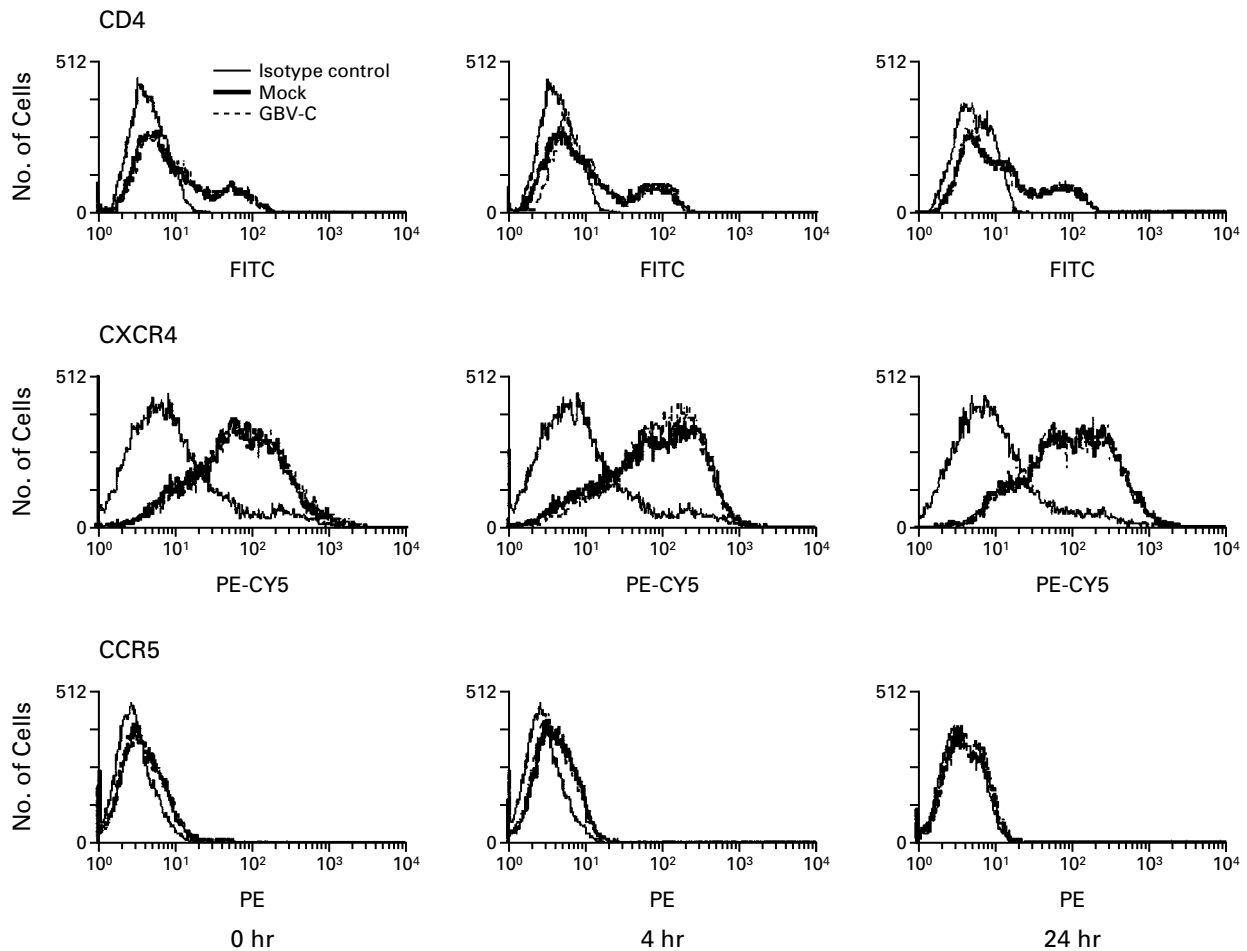 CD4
No. of Cells
512
0
Isotype control
Mock
GBV-C
10⁰ 10¹ 10² 10³ 10⁴
FITC
512
0
10⁰ 10¹ 10² 10³ 10⁴
FITC
512
0
10⁰ 10¹ 10² 10³ 10⁴
FITC
CXCR4
No. of Cells
512
0
10⁰ 10¹ 10² 10³ 10⁴
PE-CY5
512
0
10⁰ 10¹ 10² 10³ 10⁴
PE-CY5
512
0
10⁰ 10¹ 10² 10³ 10⁴
PE-CY5
CCR5
No. of Cells
512
0
10⁰ 10¹ 10² 10³ 10⁴
PE
0 hr
512
0
10⁰ 10¹ 10² 10³ 10⁴
PE
4 hr
512
0
10⁰ 10¹ 10² 10³ 10⁴
PE
24 hr